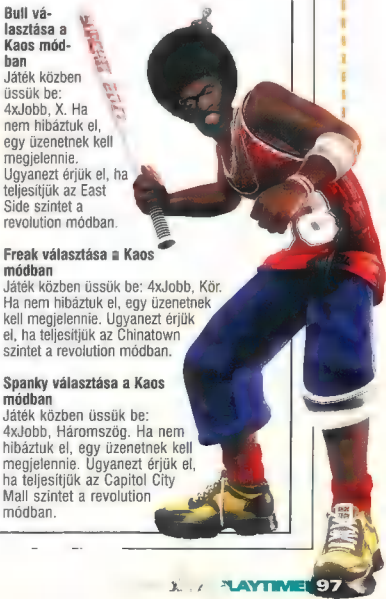 Bull vá-
lasztása a
Kaos mód-
ban
Játék közben
üssük be:
4xJobb, X. Ha
nem hibáztuk el,
egy üzenetnek kell
megjelennie.
Ugyanezt érjük el, ha
teljesítjük az East
Side szintet a
revolution módban.
Freak választása a Kaos
módban
Játék közben üssük be: 4xJobb, Kör.
Ha nem hibáztuk el, egy üzenetnek
kell megjelennie. Ugyanezt érjük
el, ha teljesítjük az Chinatown
szintet a revolution módban.
Spanky választása a Kaos
módban
Játék közben üssük be:
4xJobb, Háromszög. Ha nem
hibáztuk el, egy üzenetnek kell
megjelennie. Ugyanezt érjük el,
ha teljesítjük az Capitol City
Mall szintet a revolution
módban.
PLAYTIME 97